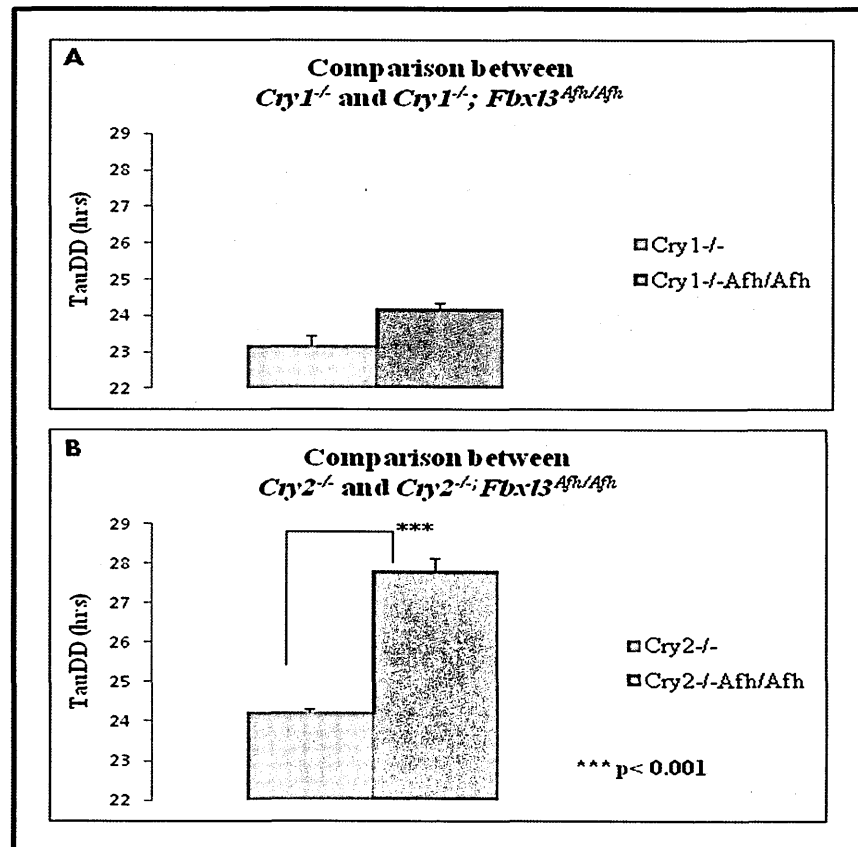 A
Comparison between
Cry1-/- and Cry1-/-; Fbxl3Afh/Afh
29
28
27
26
25
24
23
22
TauDD (hrs)
Cry1-/-
Cry1-/-Afh/Afh
B
Comparison between
Cry2-/- and Cry2-/-; Fbxl3Afh/Afh
29
28
27
26
25
24
23
22
TauDD (hrs)
***
Cry2-/-
Cry2-/-Afh/Afh
*** p< 0.001